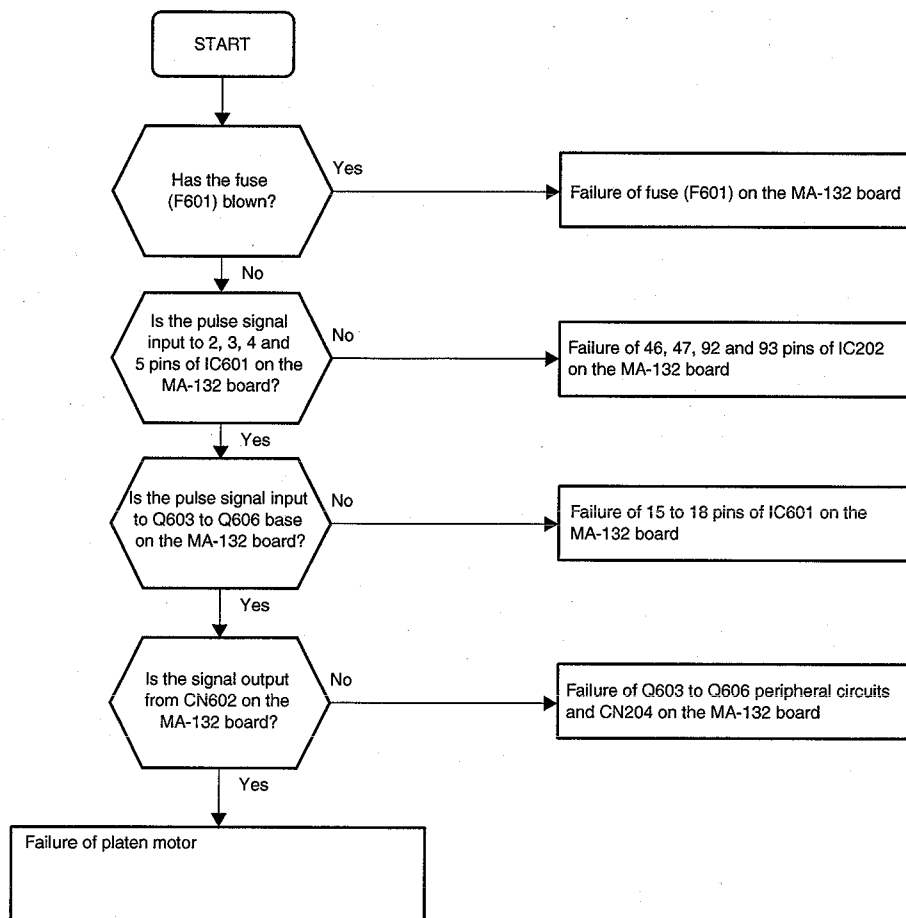 START
Has the fuse
(F601) blown?
Yes
Failure of fuse (F601) on the MA-132 board
No
Is the pulse signal
input to 2, 3, 4 and
5 pins of IC601 on the
MA-132 board?
No
Failure of 46, 47, 92 and 93 pins of IC202
on the MA-132 board
Yes
Is the pulse signal input
to Q603 to Q606 base
on the MA-132 board?
No
Failure of 15 to 18 pins of IC601 on the
MA-132 board
Yes
Is the signal output
from CN602 on the
MA-132 board?
No
Failure of Q603 to Q606 peripheral circuits
and CN204 on the MA-132 board
Yes
Failure of platen motor